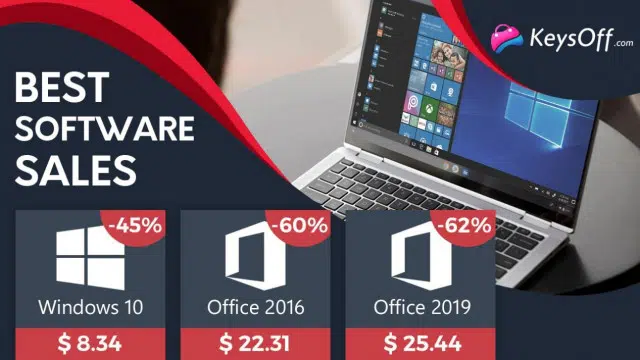 KeysOff.com
BEST
SOFTWARE
SALES
-45%
Windows 10
$ 8.34
-60%
Office 2016
$ 22.31
-62%
Office 2019
$ 25.44